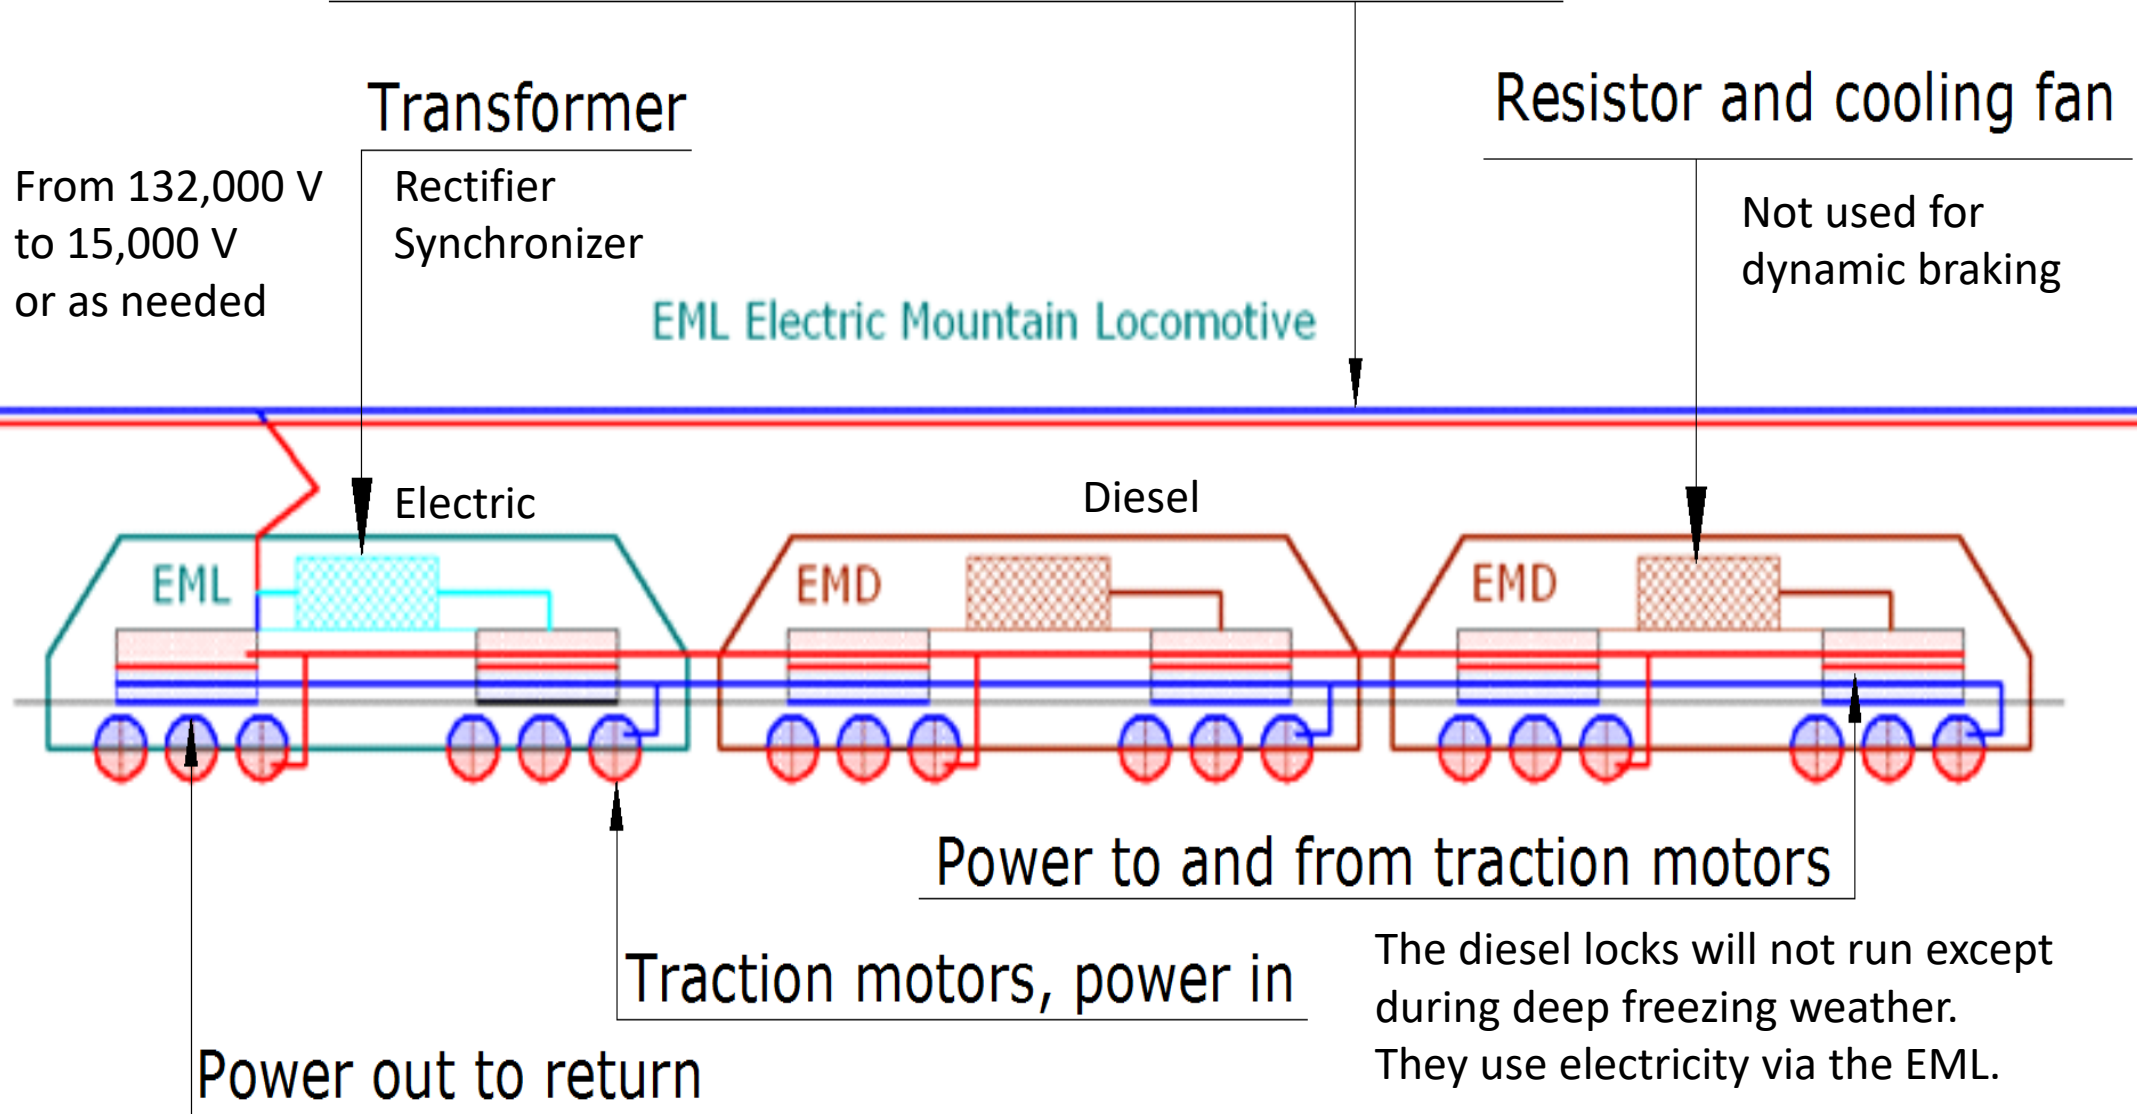 Transformer
Resistor and cooling fan
From 132,000 V
to 15,000 V
or as needed
Rectifier
Synchronizer
Not used for
dynamic braking
EML Electric Mountain Locomotive
Electric
Diesel
EML
EMD
EMD
Power to and from traction motors
Traction motors, power in
The diesel locks will not run except
during deep freezing weather.
They use electricity via the EML.
Power out to return